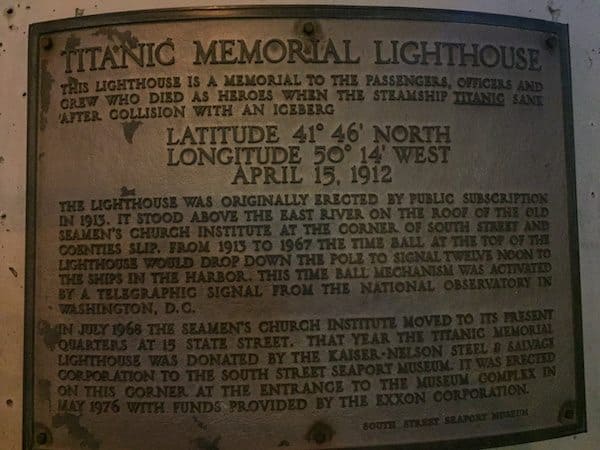 TITANIC MEMORIAL LIGHTHOUSE
THIS LIGHTHOUSE IS A MEMORIAL TO THE PASSENGERS, OFFICERS AND
CREW WHO DIED AS HEROES WHEN THE STEAMSHIP TITANIC SANK
AFTER COLLISION WITH AN ICEBERG
LATITUDE 41° 46' NORTH
LONGITUDE 50° 14' WEST
APRIL 15, 1912
THE LIGHTHOUSE WAS ORIGINALLY ERECTED BY PUBLIC SUBSCRIPTION
IN 1913. IT STOOD ABOVE THE EAST RIVER ON THE ROOF OF THE OLD
SEAMEN'S CHURCH INSTITUTE AT THE CORNER OF SOUTH STREET AND
COENTIES SLIP. FROM 1913 TO 1967 THE TIME BALL AT THE TOP OF THE
LIGHTHOUSE WOULD DROP DOWN THE POLE TO SIGNAL TWELVE NOON TO
THE SHIPS IN THE HARBOR. THIS TIME BALL MECHANISM WAS ACTIVATED
BY A TELEGRAPHIC SIGNAL FROM THE NATIONAL OBSERVATORY IN
WASHINGTON, D.C.
IN JULY 1968 THE SEAMEN'S CHURCH INSTITUTE MOVED TO ITS PRESENT
QUARTERS AT 15 STATE STREET. THAT YEAR THE TITANIC MEMORIAL
LIGHTHOUSE WAS DONATED BY THE KAISER-NELSON STEEL & SALVAGE
CORPORATION TO THE SOUTH STREET SEAPORT MUSEUM. IT WAS ERECTED
ON THIS CORNER AT THE ENTRANCE TO THE MUSEUM COMPLEX IN
MAY 1976 WITH FUNDS PROVIDED BY THE EXXON CORPORATION.
SOUTH STREET SEAPORT MUSEUM